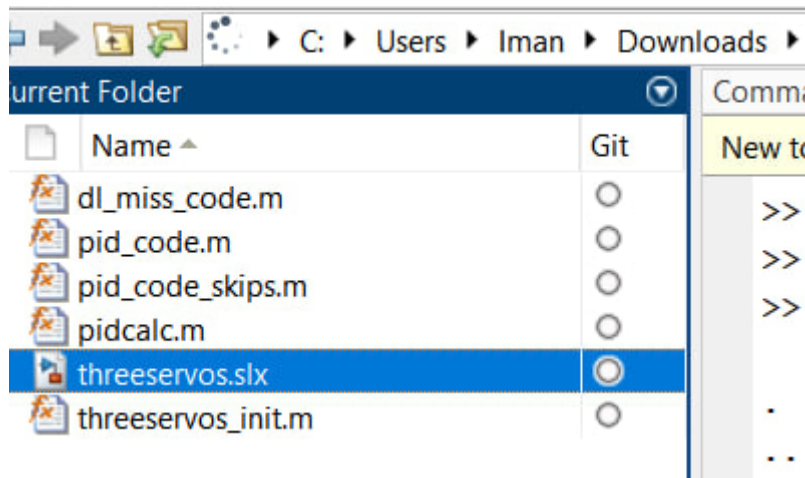 C: Users Iman Downloads
urrent Folder
Comma
Name Git
New to
dl_miss_code.m
>>
pid_code.m
>>
pid_code_skips.m
>>
pidcalc.m
threeservos.slx
threeservos_init.m
.
..